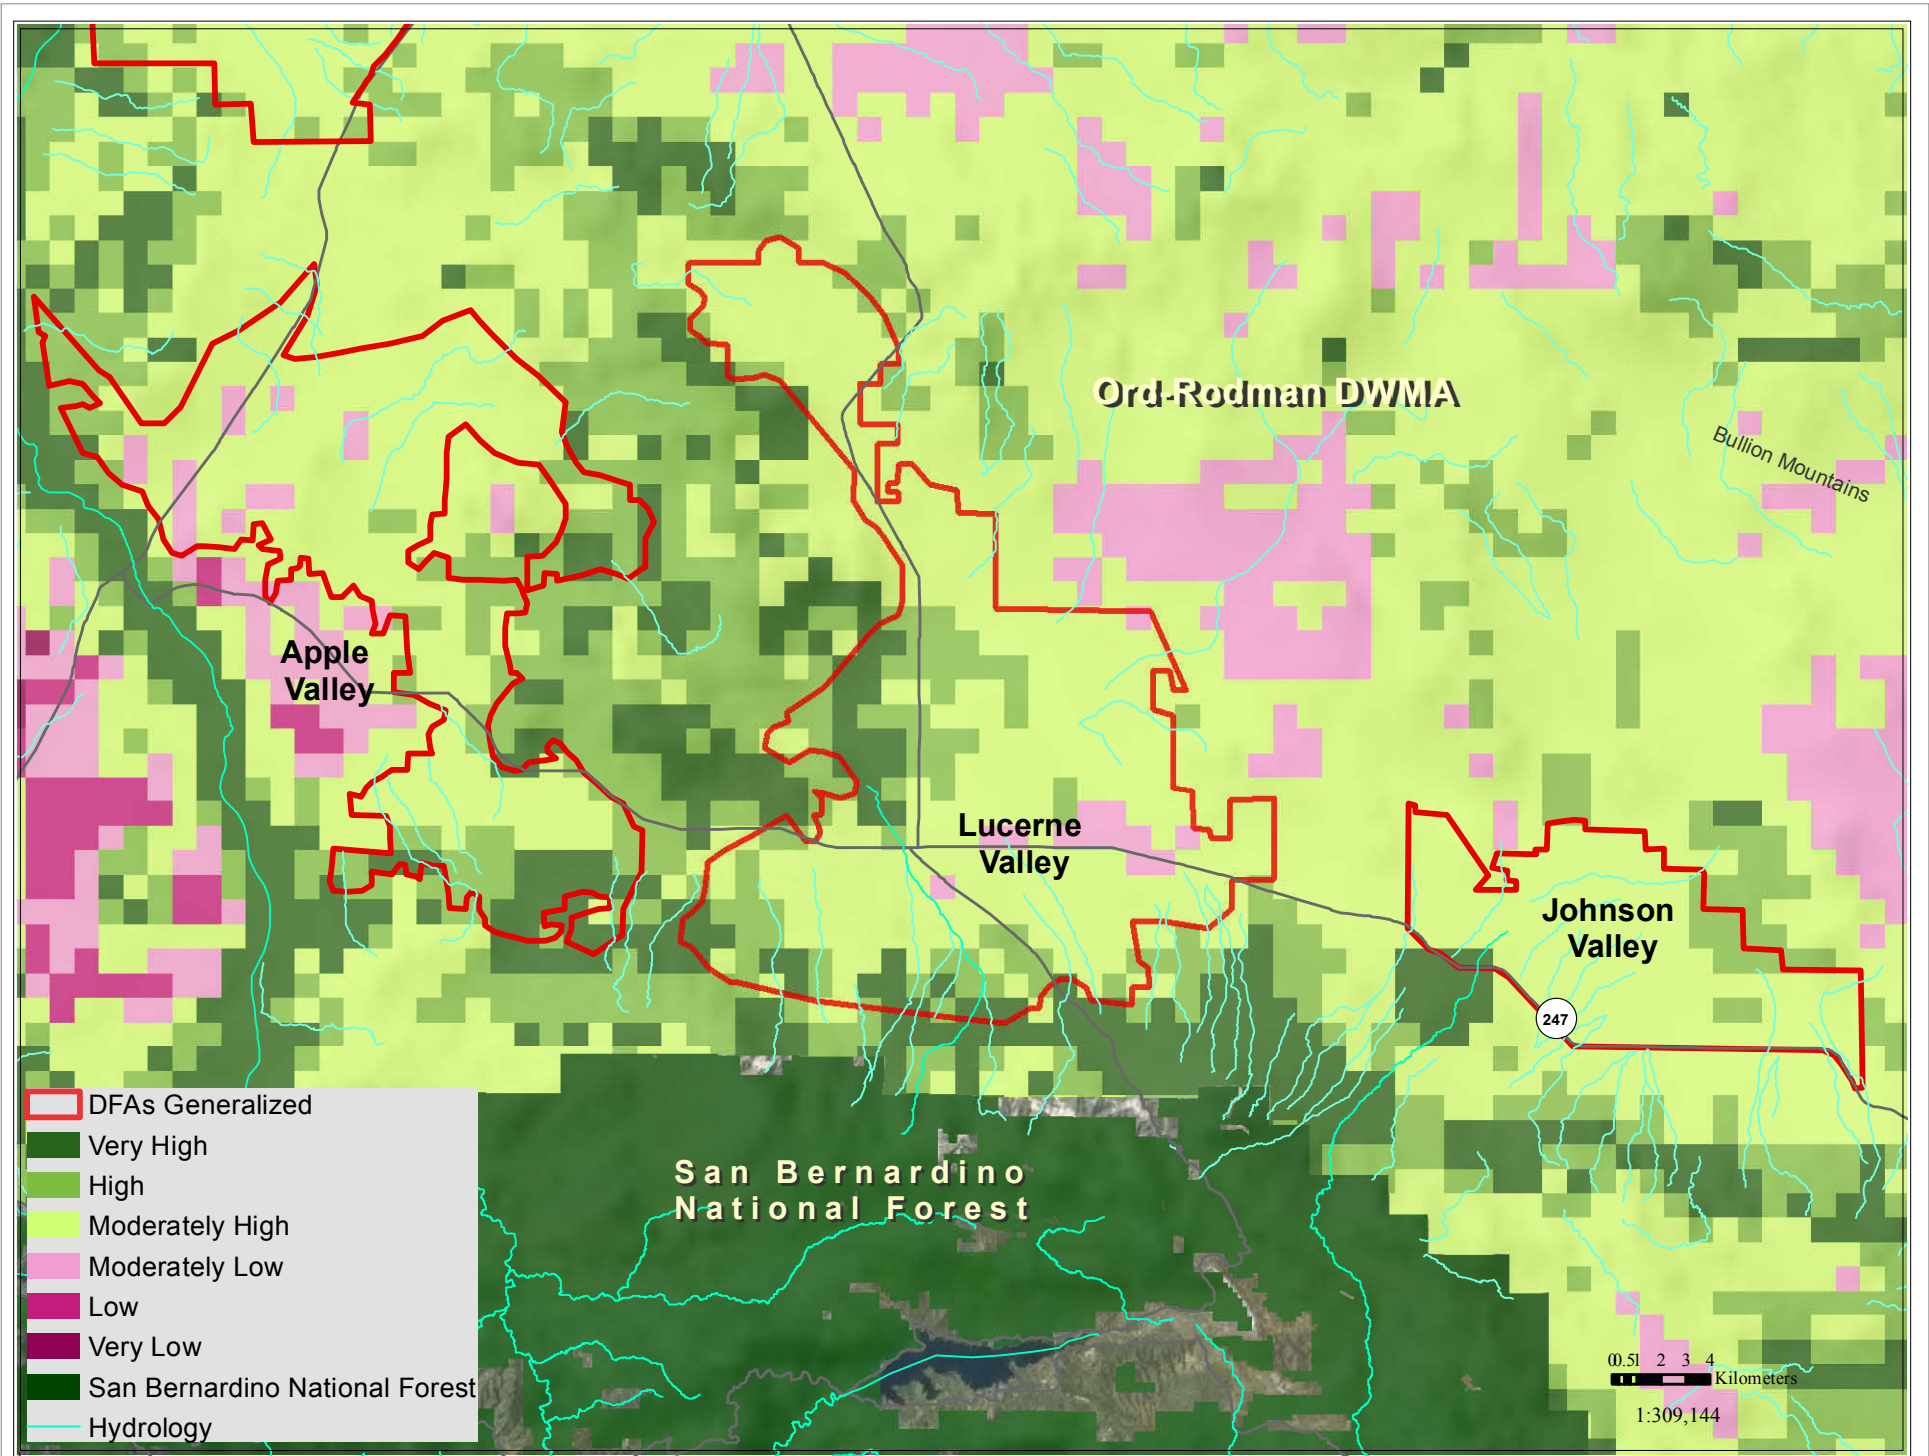 Ord-Rodman DWMA
Bullion Mountains
Apple
Valley
Lucerne
Valley
Johnson
Valley
247
San Bernardino
National Forest
DFAs Generalized
Very High
High
Moderately High
Moderately Low
Low
Very Low
San Bernardino National Forest
Hydrology
0 0.5 1 2 3 4
Kilometers
1:309,144